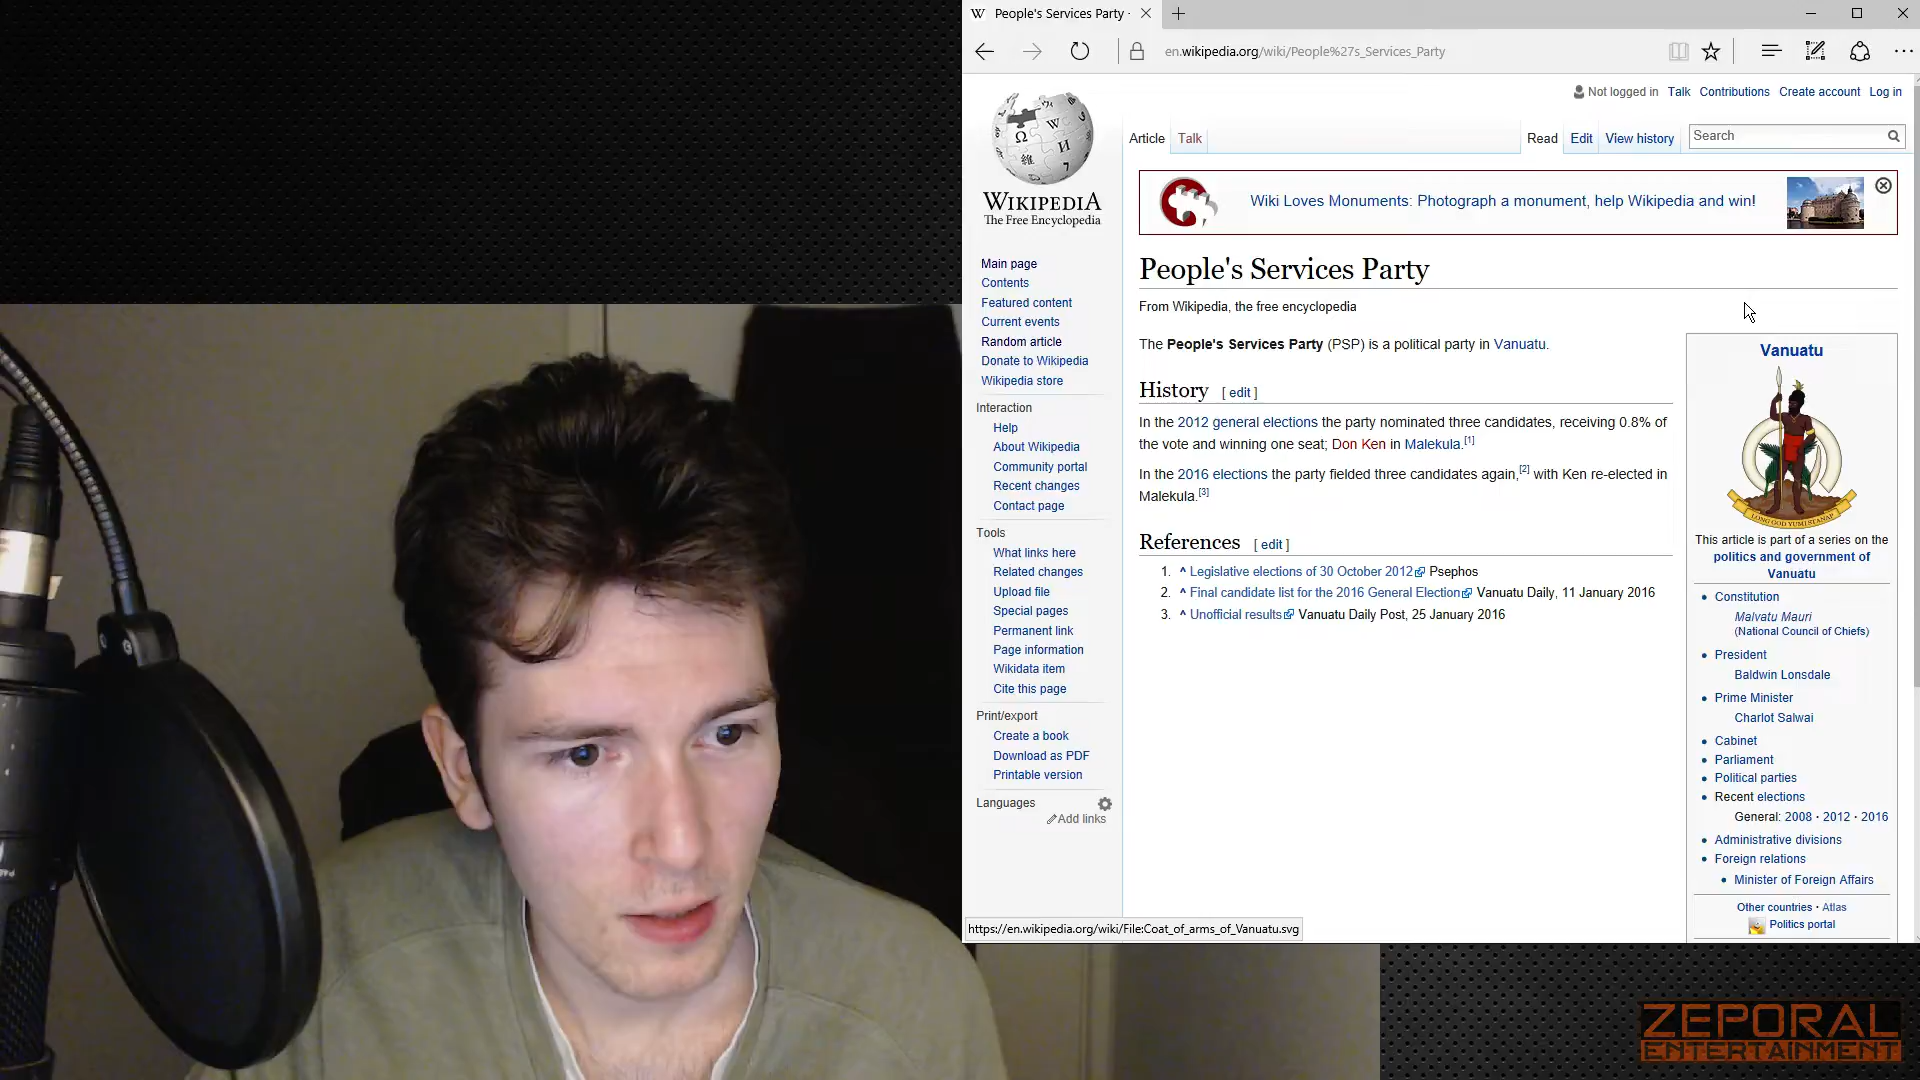 People's Services Party -
en.wikipedia.org/wiki/People%27s_Services_Party
Not logged in Talk Contributions Create account Log in
Article Talk Read Edit View history Search
WIKIPEDIA
The Free Encyclopedia
Wiki Loves Monuments: Photograph a monument, help Wikipedia and win!
Main page
Contents
Featured content
Current events
Random article
Donate to Wikipedia
Wikipedia store
Interaction
Help
About Wikipedia
Community portal
Recent changes
Contact page
Tools
What links here
Related changes
Upload file
Special pages
Permanent link
Page information
Wikidata item
Cite this page
Print/export
Create a book
Download as PDF
Printable version
Languages
Add links
People's Services Party
From Wikipedia, the free encyclopedia
The People's Services Party (PSP) is a political party in Vanuatu.
History [ edit ]
In the 2012 general elections the party nominated three candidates, receiving 0.8% of
the vote and winning one seat; Don Ken in Malekula.[1]
In the 2016 elections the party fielded three candidates again,[2] with Ken re-elected in
Malekula.[3]
References [ edit ]
1. ^ Legislative elections of 30 October 2012 Psephos
2. ^ Final candidate list for the 2016 General Election Vanuatu Daily, 11 January 2016
3. ^ Unofficial results Vanuatu Daily Post, 25 January 2016
Vanuatu
LONG GOD YUMI STANAP
This article is part of a series on the
politics and government of
Vanuatu
• Constitution
Malvatu Mauri
(National Council of Chiefs)
• President
Baldwin Lonsdale
• Prime Minister
Charlot Salwai
• Cabinet
• Parliament
• Political parties
• Recent elections
General: 2008 · 2012 · 2016
• Administrative divisions
• Foreign relations
• Minister of Foreign Affairs
Other countries · Atlas
Politics portal
https://en.wikipedia.org/wiki/File:Coat_of_arms_of_Vanuatu.svg
ZEPORAL
ENTERTAINMENT